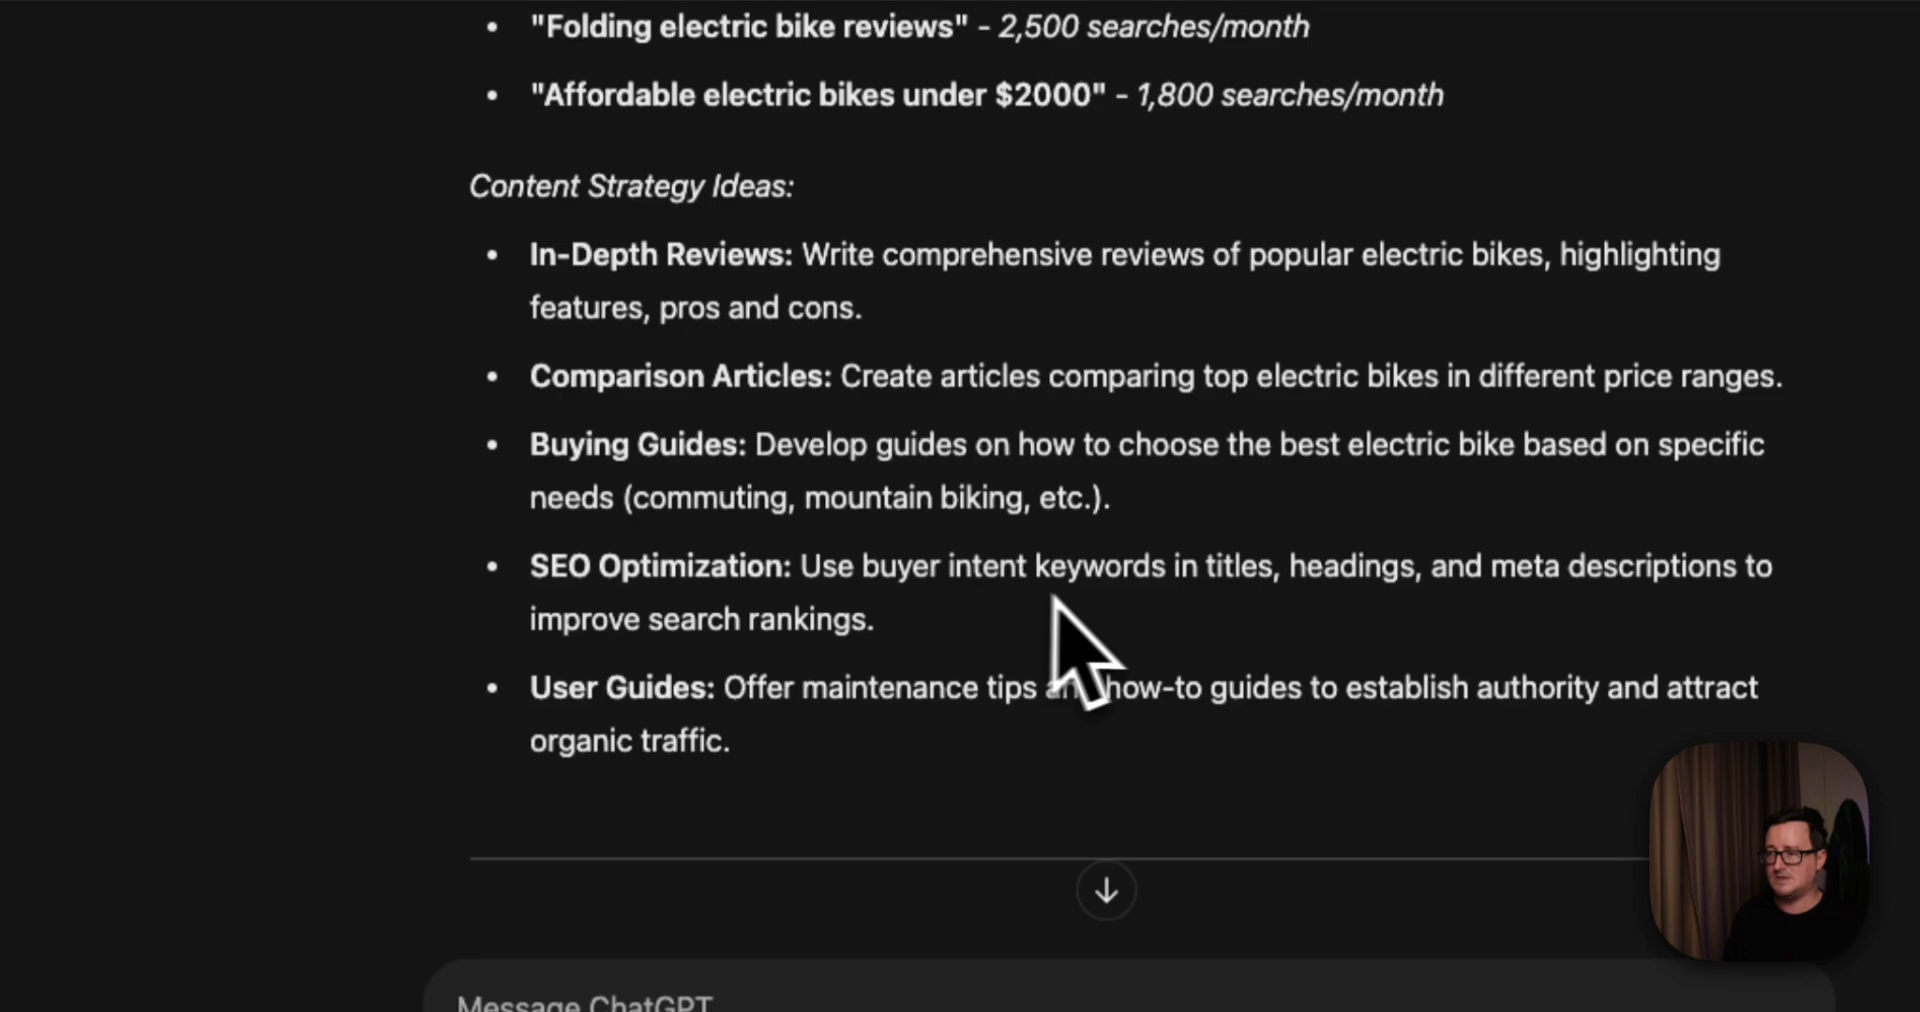 • "Folding electric bike reviews" - 2,500 searches/month
• "Affordable electric bikes under $2000" - 1,800 searches/month
Content Strategy Ideas:
• In-Depth Reviews: Write comprehensive reviews of popular electric bikes, highlighting
features, pros and cons.
• Comparison Articles: Create articles comparing top electric bikes in different price ranges.
• Buying Guides: Develop guides on how to choose the best electric bike based on specific
needs (commuting, mountain biking, etc.).
• SEO Optimization: Use buyer intent keywords in titles, headings, and meta descriptions to
improve search rankings.
• User Guides: Offer maintenance tips and how-to guides to establish authority and attract
organic traffic.
Message ChatGPT